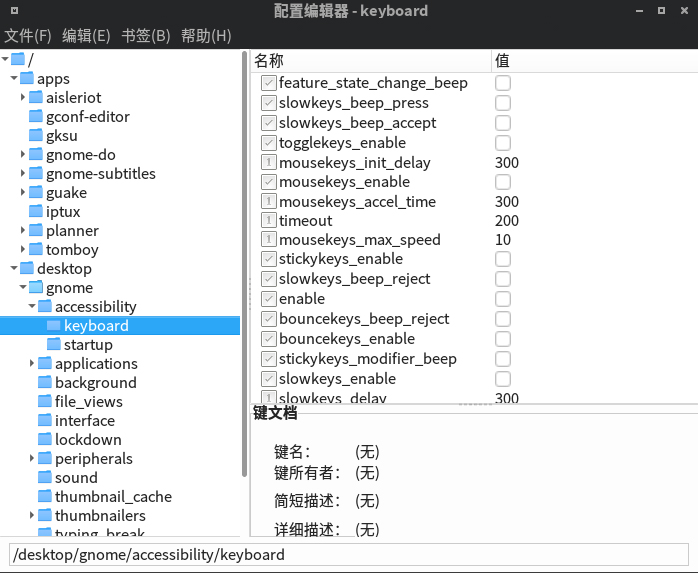 配置编辑器 - keyboard
文件(F) 编辑(E) 书签(B) 帮助(H)
/
apps
aisleriot
gconf-editor
gksu
gnome-do
gnome-subtitles
guake
iptux
planner
tomboy
desktop
gnome
accessibility
keyboard
startup
applications
background
file_views
interface
lockdown
peripherals
sound
thumbnail_cache
thumbnailers
typing_break
名称 值
feature_state_change_beep
slowkeys_beep_press
slowkeys_beep_accept
togglekeys_enable
mousekeys_init_delay 300
mousekeys_enable
mousekeys_accel_time 300
timeout 200
mousekeys_max_speed 10
stickykeys_enable
slowkeys_beep_reject
enable
bouncekeys_beep_reject
bouncekeys_enable
stickykeys_modifier_beep
slowkeys_enable
slowkeys_delay 300
键文档
键名： (无)
键所有者： (无)
简短描述： (无)
详细描述： (无)
/desktop/gnome/accessibility/keyboard